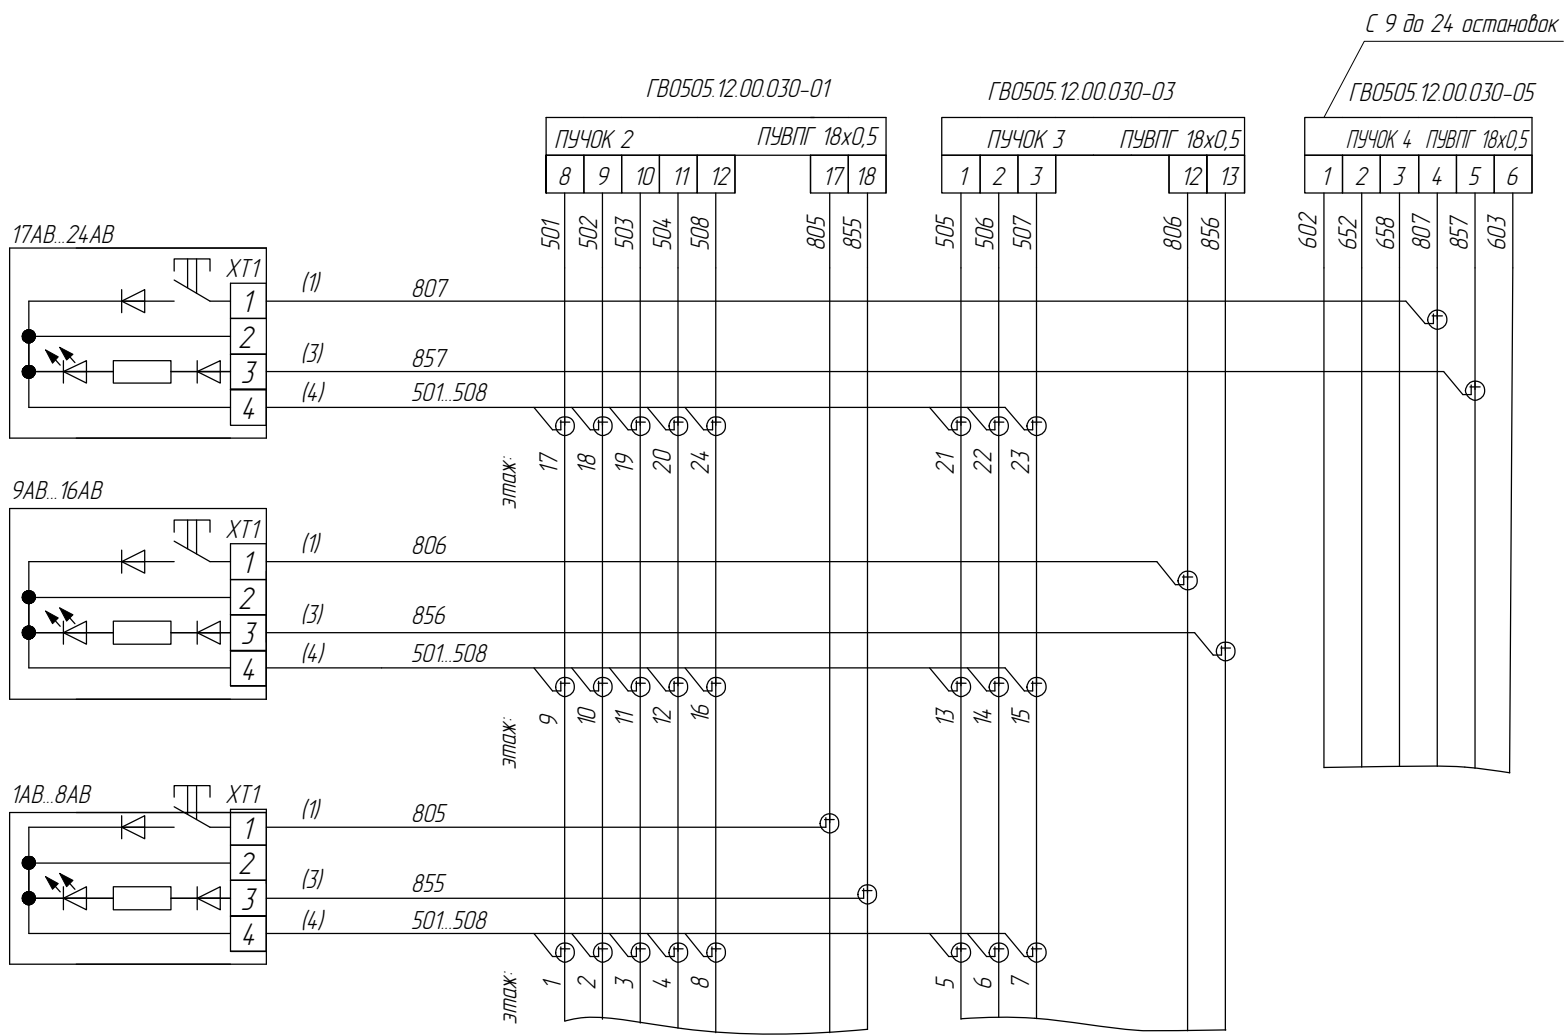 С 9 до 24 остановок
ГВ0505.12.00.030-01
ГВ0505.12.00.030-03
ГВ0505.12.00.030-05
ПУЧОК 2 ПУВПГ 18х0,5
ПУЧОК 3 ПУВПГ 18х0,5
ПУЧОК 4 ПУВПГ 18х0,5
8 9 10 11 12 17 18
1 2 3 12 13
1 2 3 4 5 6
501 502 503 504 508 805 855
505 506 507 806 856
602 652 658 807 857 603
17АВ...24АВ
ХТ1
1 (1) 807
2
3 (3) 857
4 (4) 501...508
этаж: 17 18 19 20 24 21 22 23
9АВ...16АВ
ХТ1
1 (1) 806
2
3 (3) 856
4 (4) 501...508
этаж: 9 10 11 12 16 13 14 15
1АВ...8АВ
ХТ1
1 (1) 805
2
3 (3) 855
4 (4) 501...508
этаж: 1 2 3 4 8 5 6 7